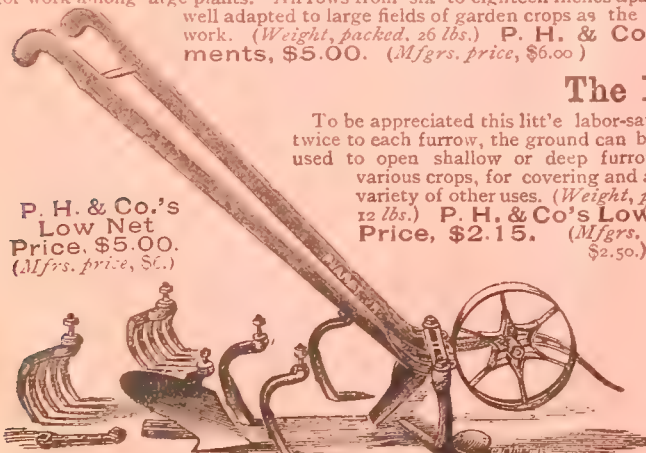 well adapted to large fields of garden crops as the
work. (Weight, packed, 26 lbs.) P. H. & Co
ments, $5.00. (Mfgrs. price, $6.00)
The
To be appreciated this litt'e labor-sa
twice to each furrow, the ground can b
used to open shallow or deep furro
various crops, for covering and a
variety of other uses. (Weight, p
12 lbs.) P. H. & Co's Low
Price, $2.15. (Mfgrs.
$2.50.)
P. H. & Co.'s
Low Net
Price, $5.00.
(Mfrs. price, $6.)